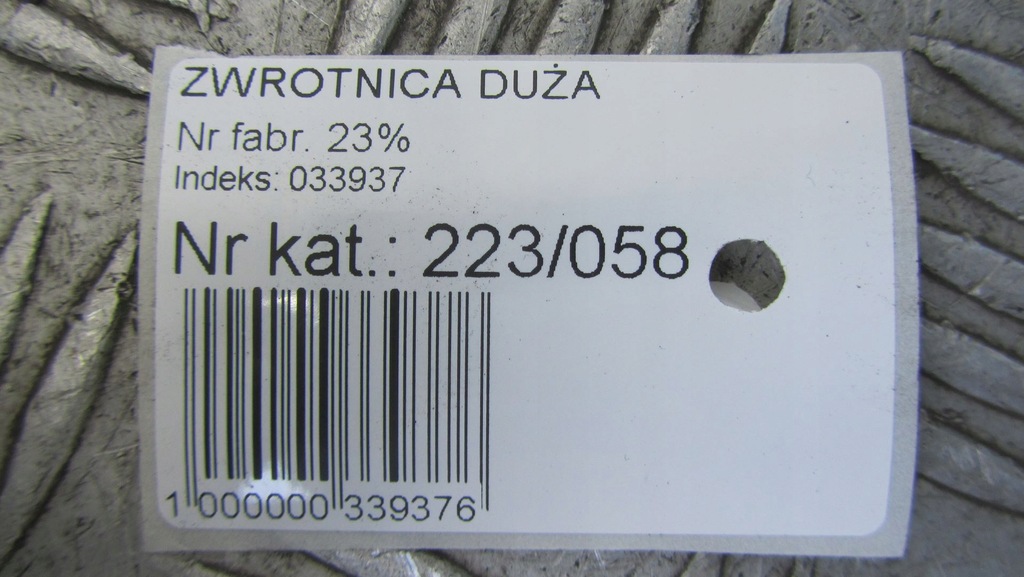 ZWROTNICA DUŻA
Nr fabr. 23%
Indeks: 033937
Nr kat.: 223/058
1 000000 339376